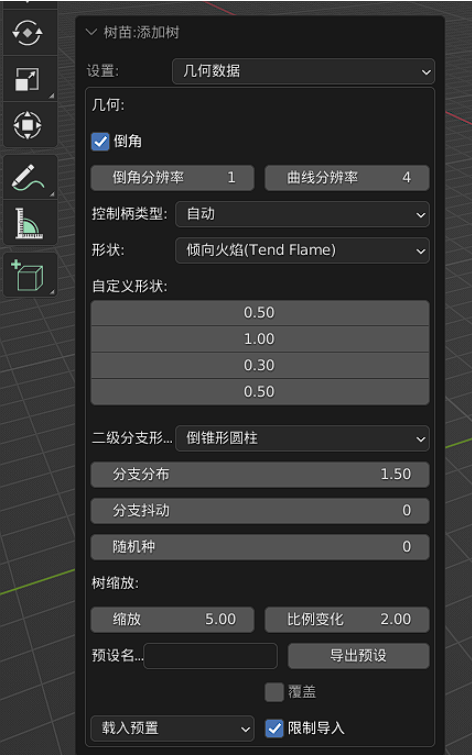 树苗:添加树
设置: 几何数据
几何:
倒角
倒角分辨率 1 曲线分辨率 4
控制柄类型: 自动
形状: 倾向火焰(Tend Flame)
自定义形状:
0.50
1.00
0.30
0.50
二级分支形... 倒锥形圆柱
分支分布 1.50
分支抖动 0
随机种 0
树缩放:
缩放 5.00 比例变化 2.00
预设名... 导出预设
覆盖
载入预置 限制导入